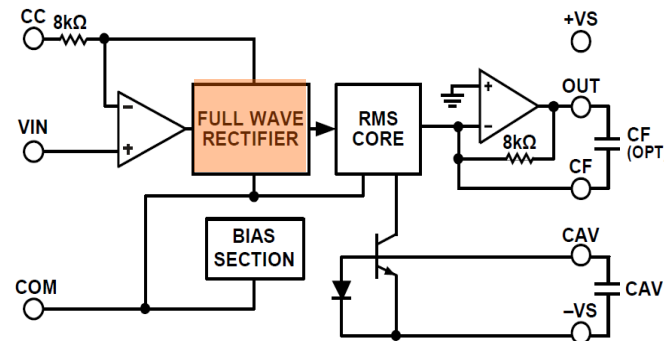 CC
8kΩ
+VS
FULL WAVE
RECTIFIER
RMS
CORE
+
OUT
−
−
VIN
+
8kΩ
CF
(OPT
CF
BIAS
SECTION
CAV
CAV
COM
–VS